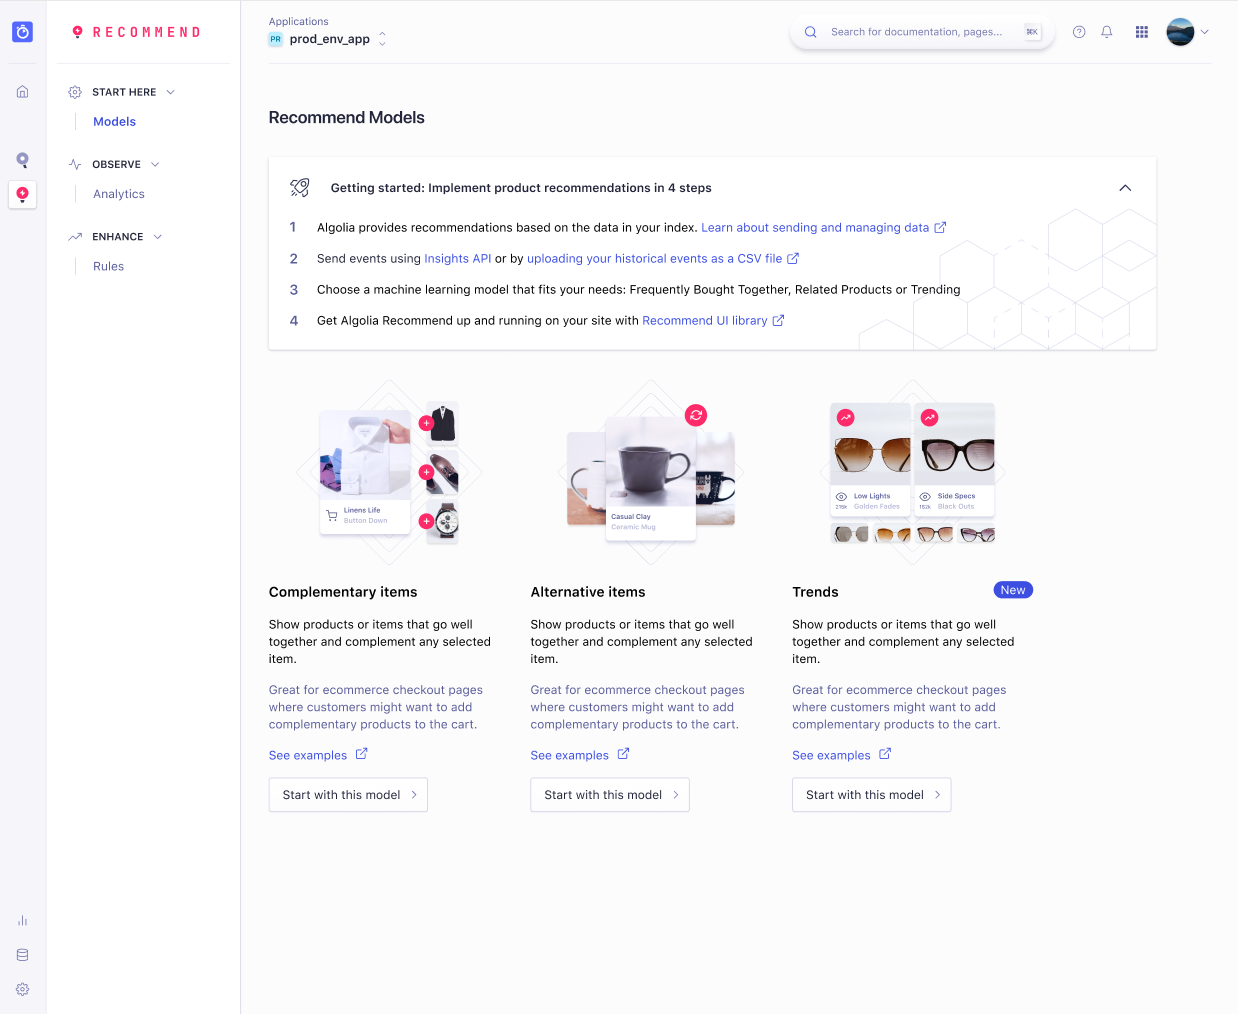 RECOMMEND
START HERE
Models
OBSERVE
Analytics
ENHANCE
Rules
Applications
PR prod_env_app
Search for documentation, pages... ⌘K
Recommend Models
Getting started: Implement product recommendations in 4 steps
1 Algolia provides recommendations based on the data in your index. Learn about sending and managing data
2 Send events using Insights API or by uploading your historical events as a CSV file
3 Choose a machine learning model that fits your needs: Frequently Bought Together, Related Products or Trending
4 Get Algolia Recommend up and running on your site with Recommend UI library
Linens Life
Button Down
Casual Clay
Ceramic Mug
Low Lights
Golden Fades
Side Specs
Black Outs
Complementary items
Show products or items that go well
together and complement any selected
item.
Great for ecommerce checkout pages
where customers might want to add
complementary products to the cart.
See examples
Start with this model
Alternative items
Show products or items that go well
together and complement any selected
item.
Great for ecommerce checkout pages
where customers might want to add
complementary products to the cart.
See examples
Start with this model
Trends New
Show products or items that go well
together and complement any selected
item.
Great for ecommerce checkout pages
where customers might want to add
complementary products to the cart.
See examples
Start with this model